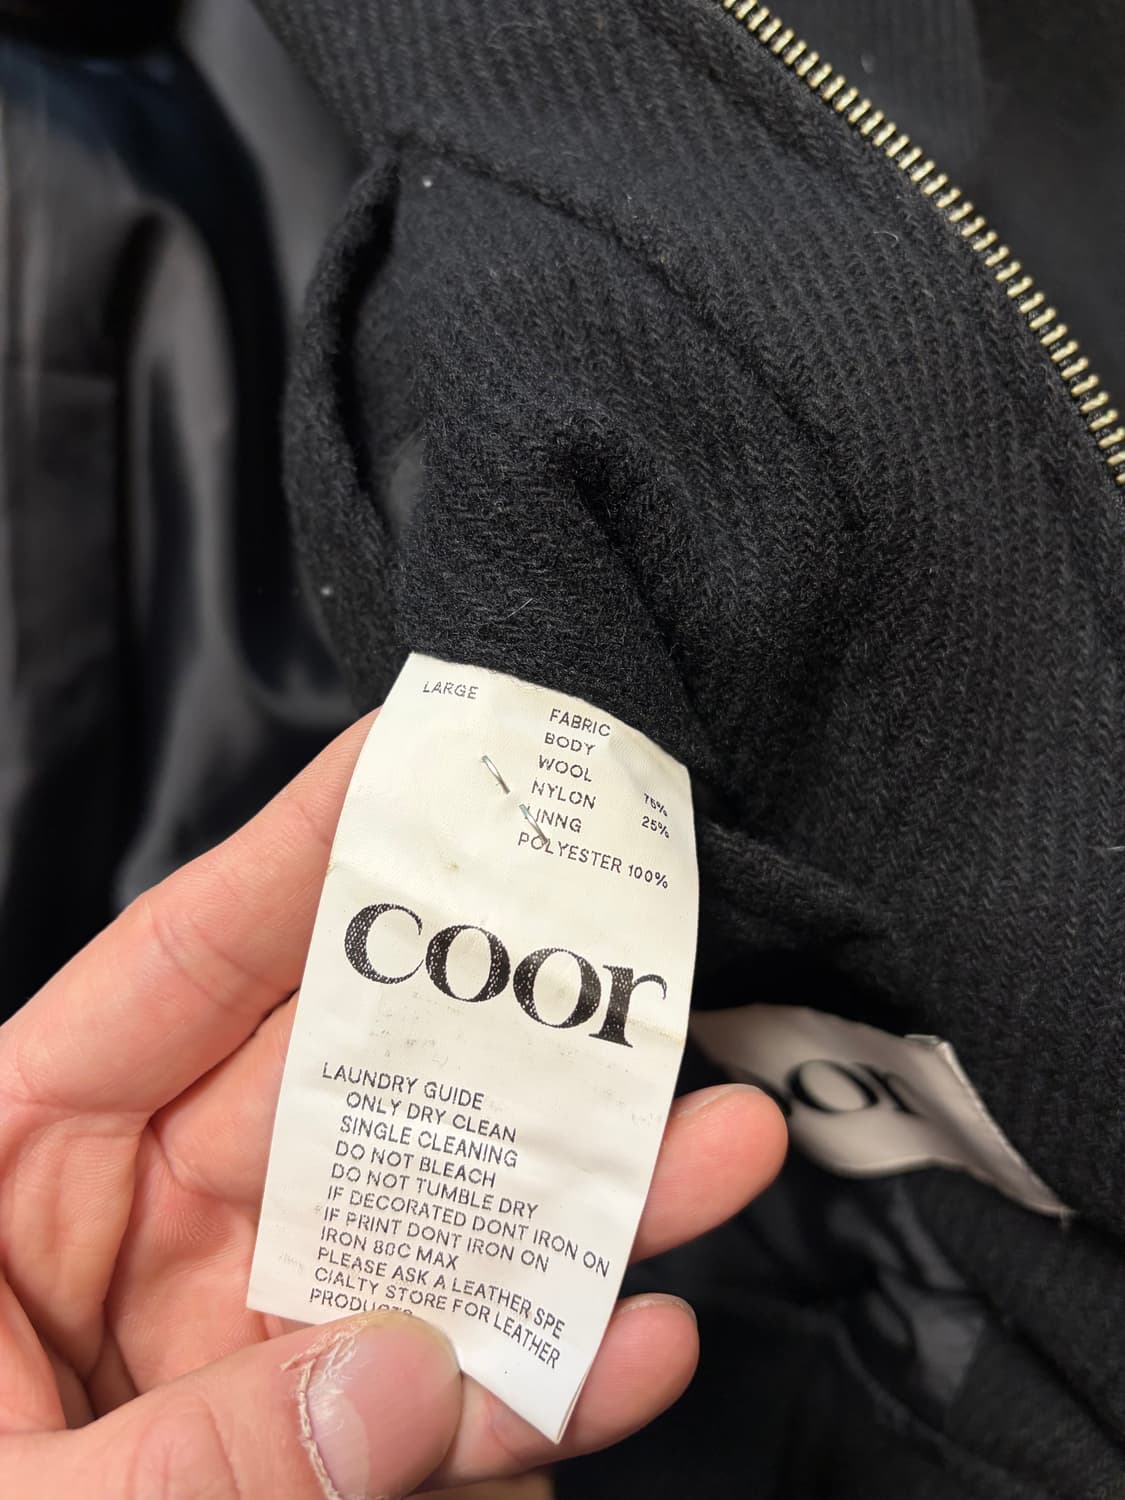 LARGE
FABRIC
BODY
WOOL 75%
NYLON 25%
LINNG
POLYESTER 100%
coor
LAUNDRY GUIDE
ONLY DRY CLEAN
SINGLE CLEANING
DO NOT BLEACH
DO NOT TUMBLE DRY
IF DECORATED DONT IRON ON
IF PRINT DONT IRON ON
IRON 80C MAX
PLEASE ASK A LEATHER SPE
CIALTY STORE FOR LEATHER
PRODUCTS
oor